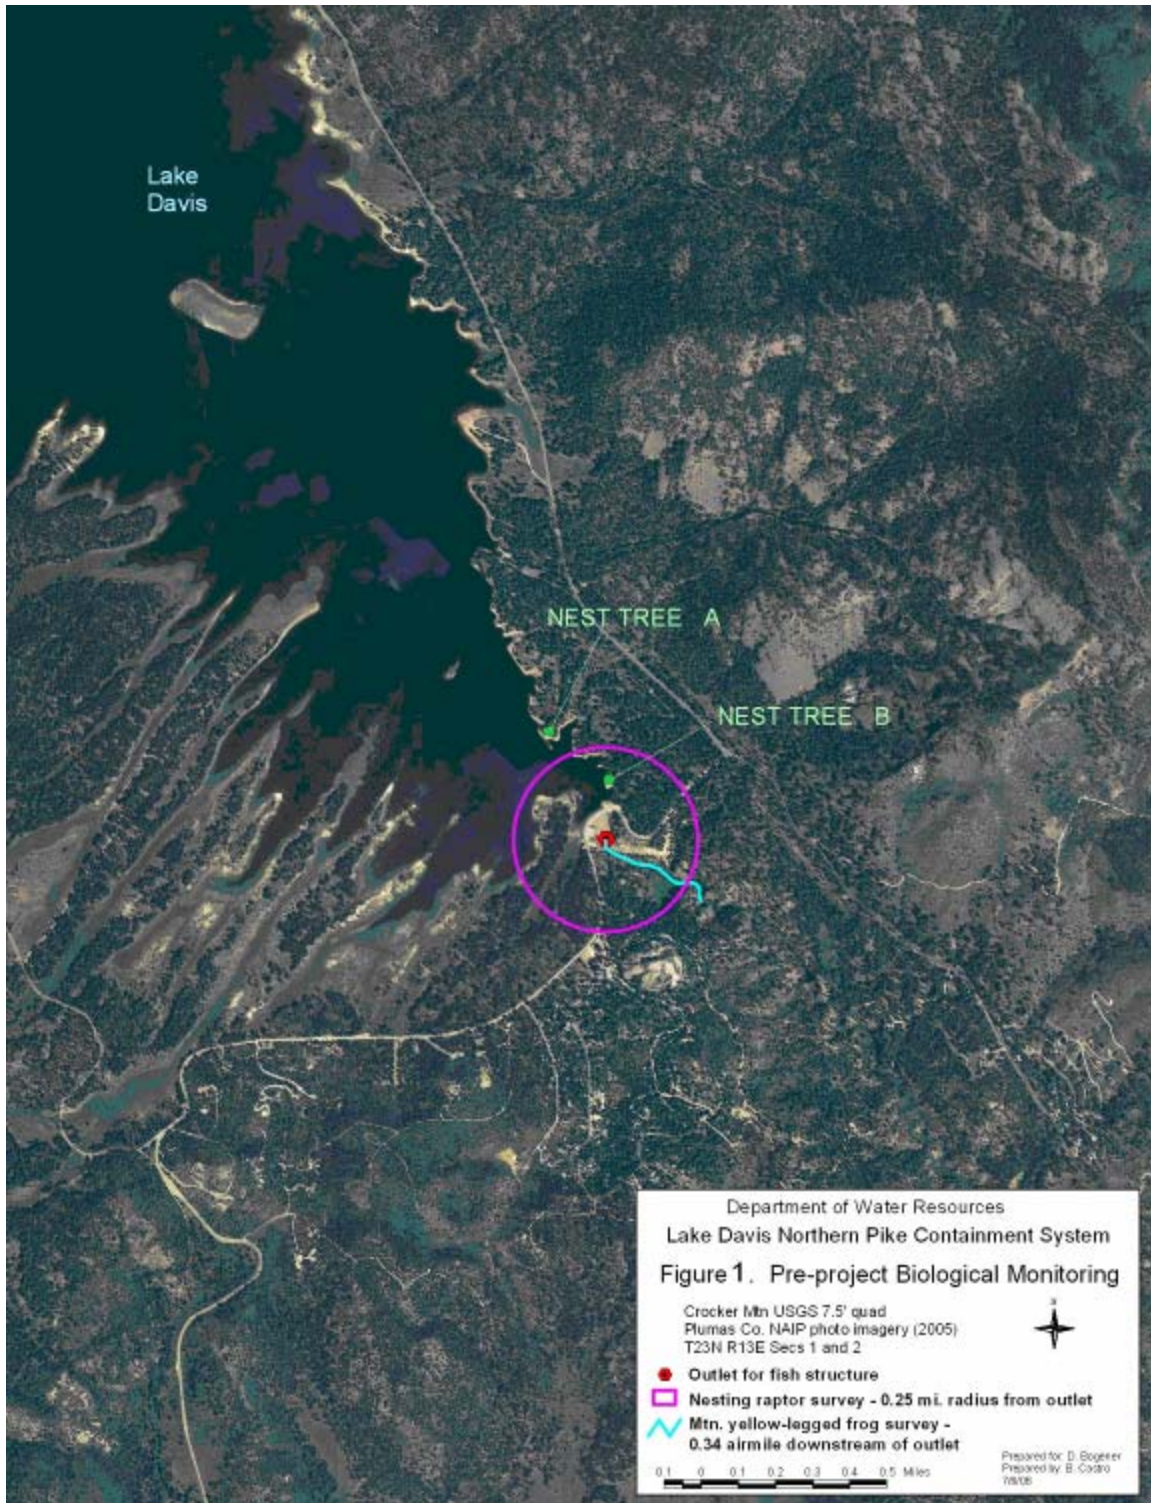 Lake
Davis
NEST TREE A
NEST TREE B
Department of Water Resources
Lake Davis Northern Pike Containment System
Figure 1. Pre-project Biological Monitoring
Crocker Mtn USGS 7.5' quad
Plumas Co. NAIP photo imagery (2005)
T23N R13E Secs 1 and 2
Outlet for fish structure
Nesting raptor survey - 0.25 mi. radius from outlet
Mtn. yellow-legged frog survey -
0.34 airmile downstream of outlet
Prepared for: D. Bogener
Prepared by: B. Castro
0.1 0 0.1 0.2 0.3 0.4 0.5 Miles